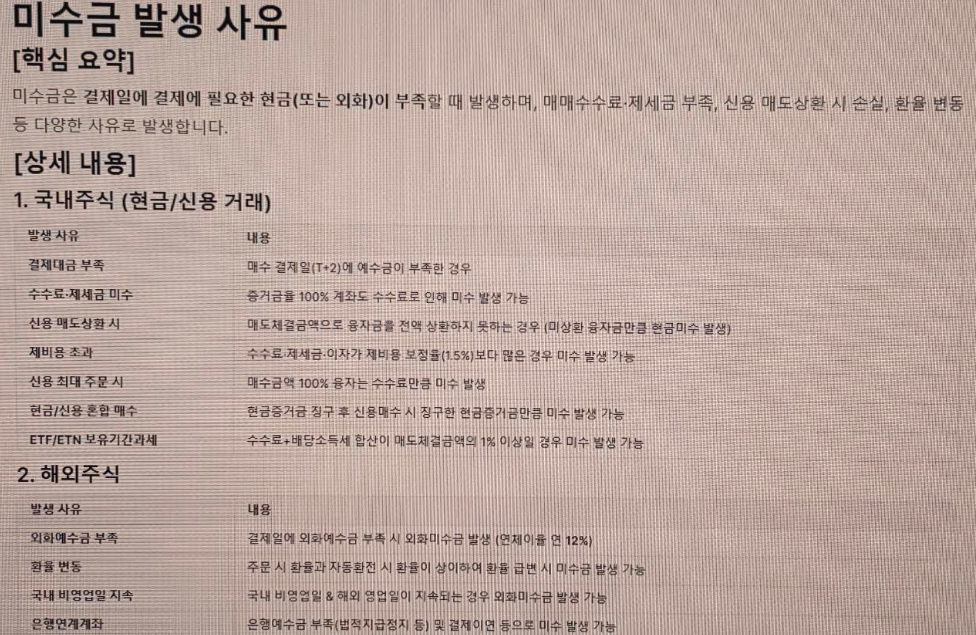 미수금 발생 사유
[핵심 요약]
미수금은 결제일에 결제에 필요한 현금(또는 외화)이 부족할 때 발생하며, 매매수수료·제세금 부족, 신용 매도상환 시 손실, 환율 변동
등 다양한 사유로 발생합니다.
[상세 내용]
1. 국내주식 (현금/신용 거래)
발생 사유 내용
결제대금 부족 매수 결제일(T+2)에 예수금이 부족한 경우
수수료·제세금 미수 증거금율 100% 계좌도 수수료로 인해 미수 발생 가능
신용 매도상환 시 매도체결금액으로 융자금을 전액 상환하지 못하는 경우 (미상환 융자금만큼 현금미수 발생)
제비용 초과 수수료·제세금·이자가 제비용 보정율(1.5%)보다 많은 경우 미수 발생 가능
신용 최대 주문 시 매수금액 100% 융자는 수수료만큼 미수 발생
현금/신용 혼합 매수 현금증거금 징구 후 신용매수 시 징구한 현금증거금만큼 미수 발생 가능
ETF/ETN 보유기간과세 수수료+배당소득세 합산이 매도체결금액의 1% 이상일 경우 미수 발생 가능
2. 해외주식
발생 사유 내용
외화예수금 부족 결제일에 외화예수금 부족 시 외화미수금 발생 (연체이율 연 12%)
환율 변동 주문 시 환율과 자동환전 시 환율이 상이하여 환율 급변 시 미수금 발생 가능
국내 비영업일 지속 국내 비영업일 & 해외 영업일이 지속되는 경우 외화미수금 발생 가능
은행연계계좌 은행예수금 부족(법적지급정지 등) 및 결제이연 등으로 미수 발생 가능